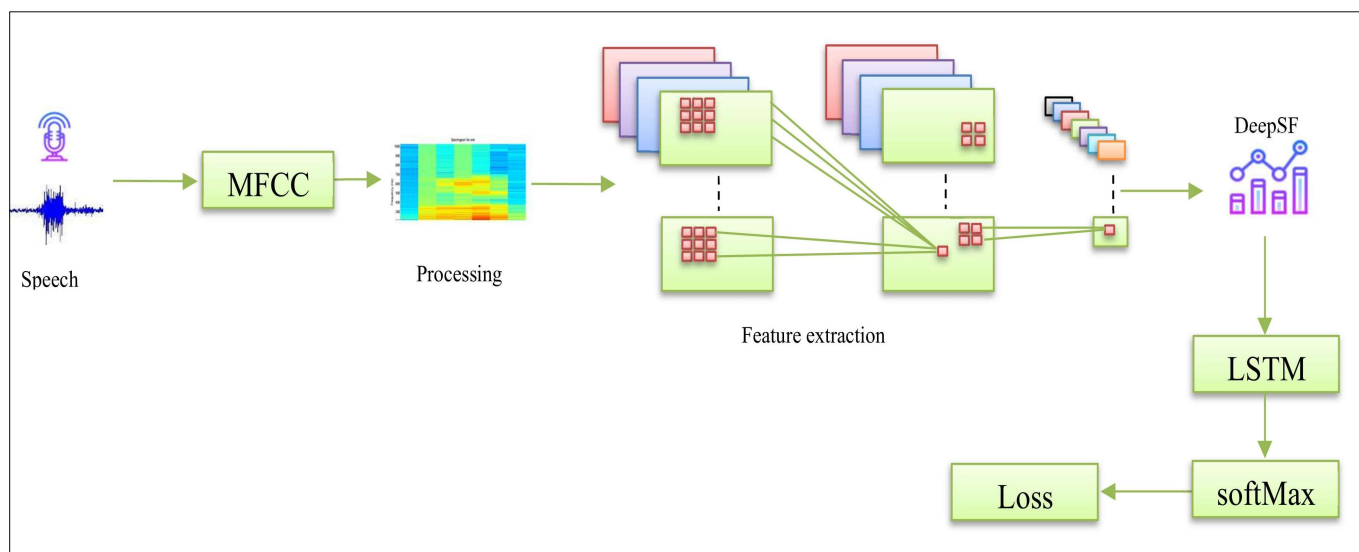 Speech
MFCC
Processing
Feature extraction
DeepSF
LSTM
softMax
Loss